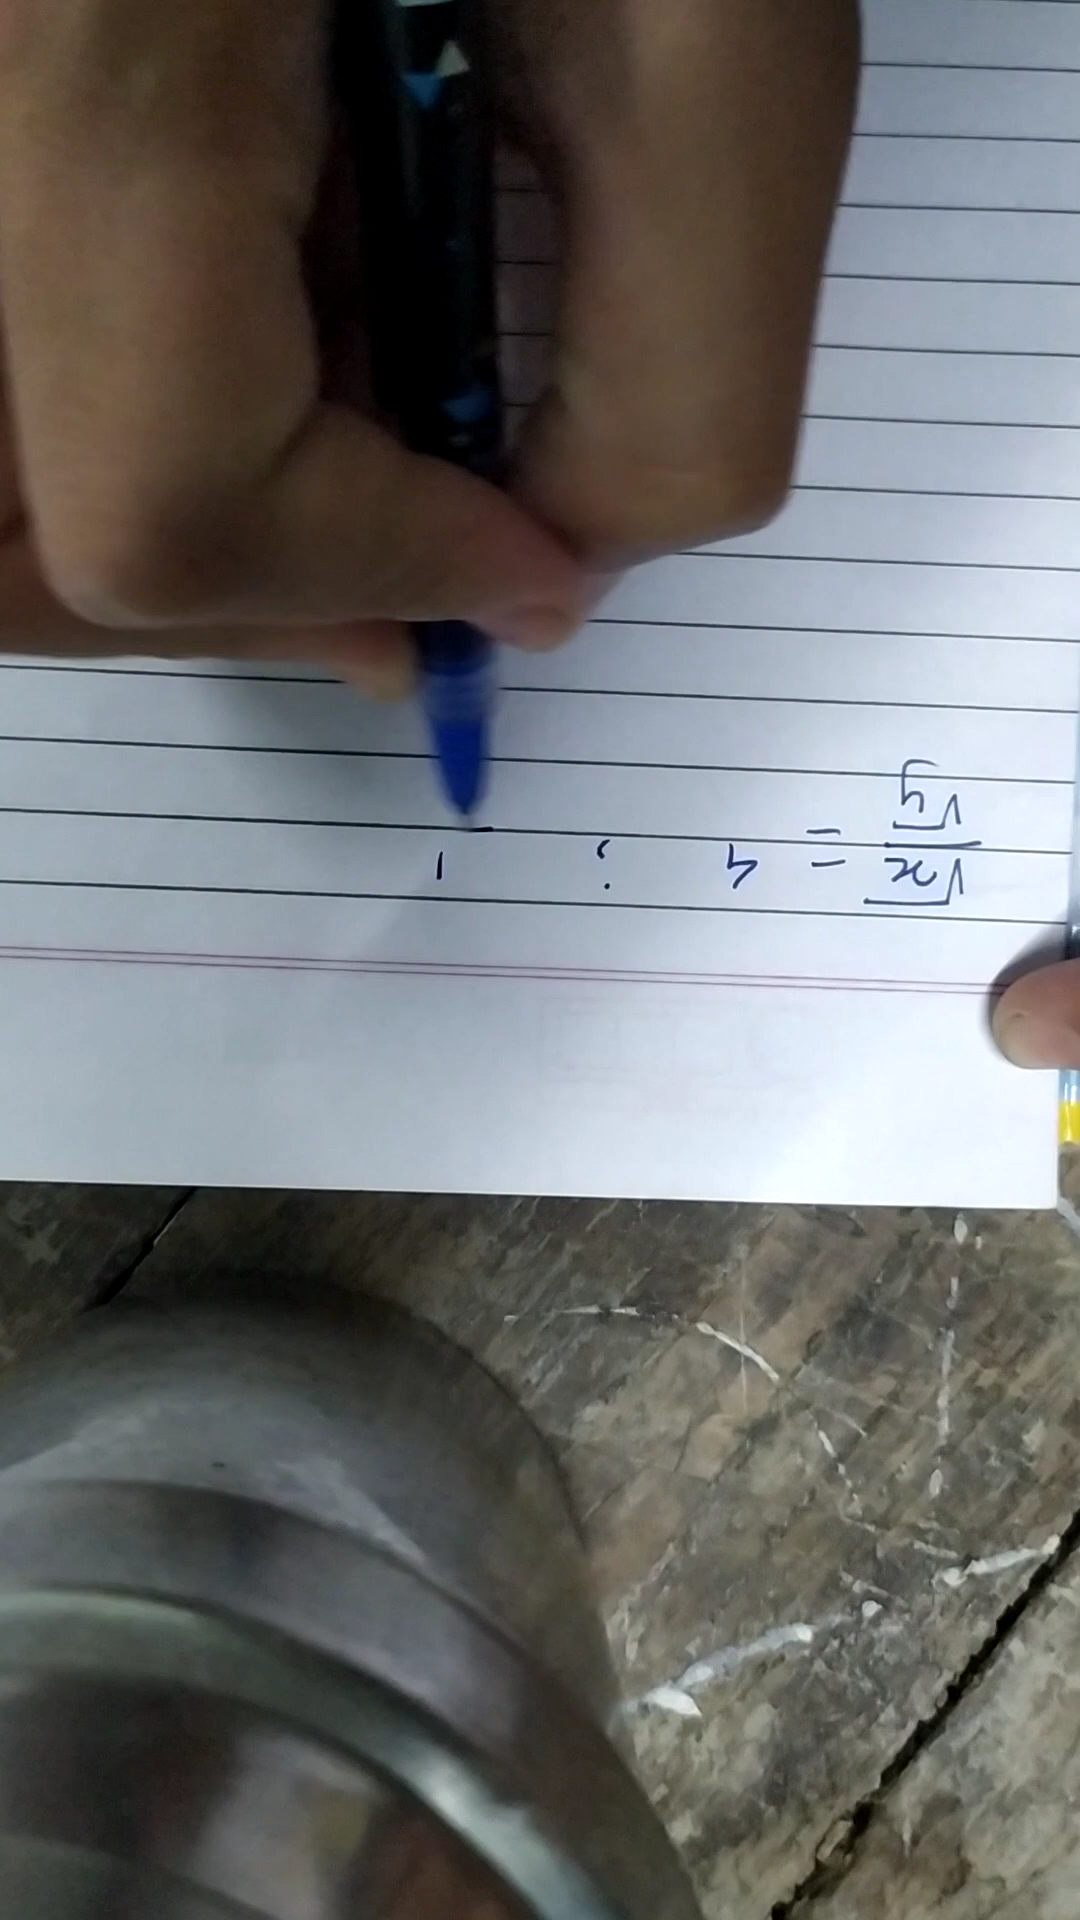 √x/√y = 4 ; 1